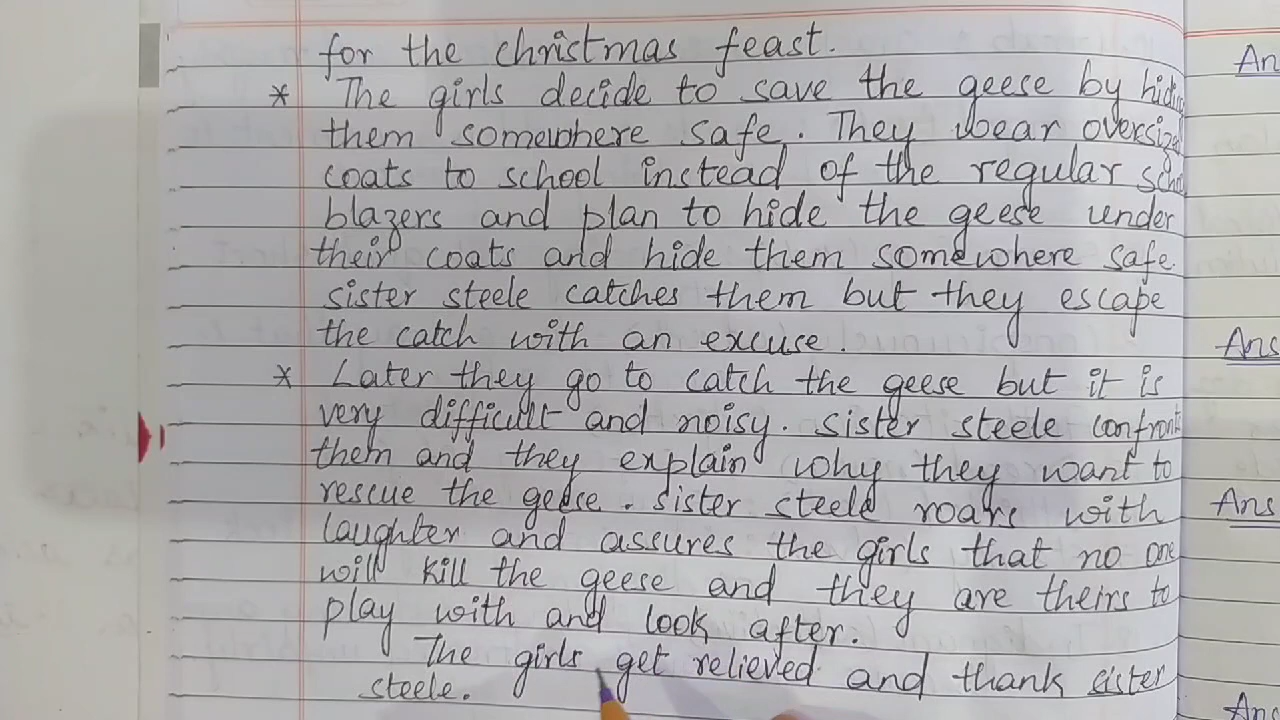 for the christmas feast.
* The girls decide to save the geese by hiding
them somewhere safe. They wear oversized
coats to school instead of the regular
blazers and plan to hide the geese under
their coats and hide them somewhere safe
sister steele catches them but they escape
the catch with an excuse.
* Later they go to catch the geese but it is
very difficult and noisy. sister steele confront
them and they explain why they want to
rescue the geese. sister steele roars with
laughter and assures the girls that no one
will kill the geese and they are theirs to
play with and look after.
The girls get relieved and thank sister
steele.
An
Ans
Ans
Ans